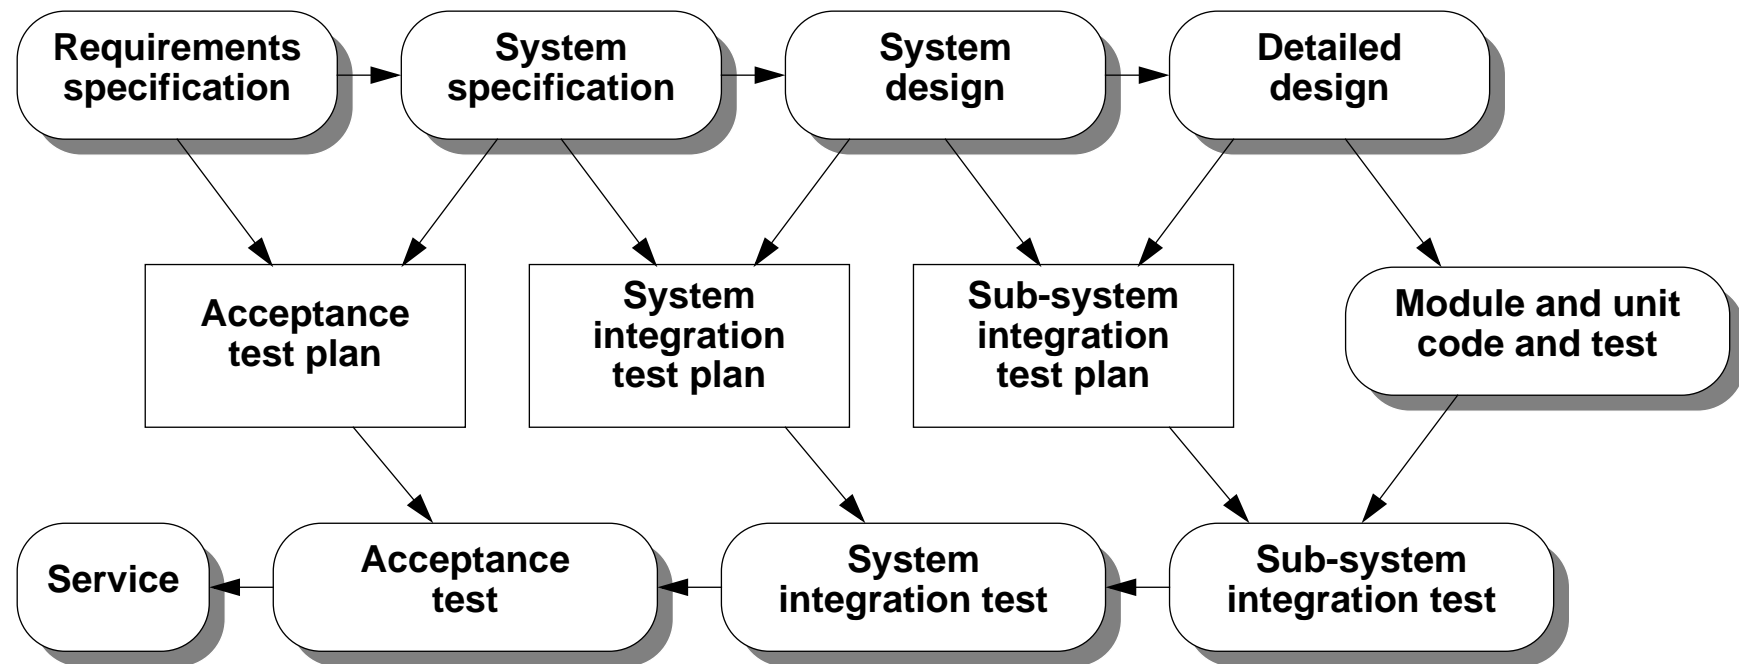 Requirements
specification
System
specification
System
design
Detailed
design
Acceptance
test plan
System
integration
test plan
Sub-system
integration
test plan
Module and unit
code and test
Service
Acceptance
test
System
integration test
Sub-system
integration test